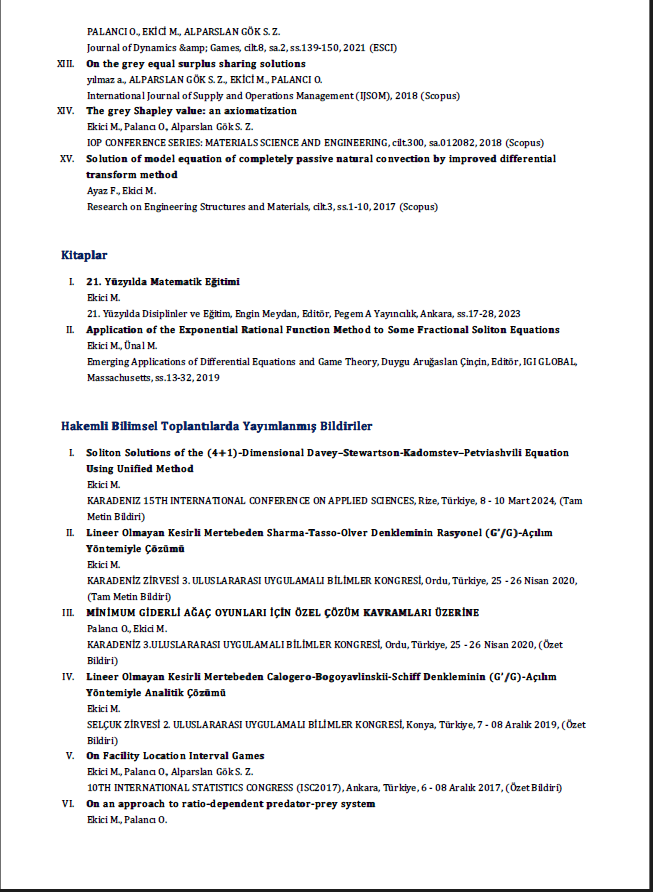 PALANCI O., EKİCİ M., ALPARSLAN GÖK S. Z.
Journal of Dynamics &amp; Games, cilt.8, sa.2, ss.139-150, 2021 (ESCI)
XIII. On the grey equal surplus sharing solutions
yılmaz a., ALPARSLAN GÖK S. Z., EKİCİ M., PALANCI O.
International Journal of Supply and Operations Management (IJSOM), 2018 (Scopus)
XIV. The grey Shapley value: an axiomatization
Ekici M., Palancı O., Alparslan Gök S. Z.
IOP CONFERENCE SERIES: MATERIALS SCIENCE AND ENGINEERING, cilt.300, sa.012082, 2018 (Scopus)
XV. Solution of model equation of completely passive natural convection by improved differential
transform method
Ayaz F., Ekici M.
Research on Engineering Structures and Materials, cilt.3, ss.1-10, 2017 (Scopus)
Kitaplar
I. 21. Yüzyılda Matematik Eğitimi
Ekici M.
21. Yüzyılda Disiplinler ve Eğitim, Engin Meydan, Editör, Pegem A Yayıncılık, Ankara, ss.17-28, 2023
II. Application of the Exponential Rational Function Method to Some Fractional Soliton Equations
Ekici M., Ünal M.
Emerging Applications of Differential Equations and Game Theory, Duygu Aruğaslan Çinçin, Editör, IGI GLOBAL,
Massachusetts, ss.13-32, 2019
Hakemli Bilimsel Toplantılarda Yayımlanmış Bildiriler
I. Soliton Solutions of the (4+1)-Dimensional Davey–Stewartson-Kadomstev–Petviashvili Equation
Using Unified Method
Ekici M.
KARADENIZ 15TH INTERNATIONAL CONFERENCE ON APPLIED SCIENCES, Rize, Türkiye, 8 - 10 Mart 2024, (Tam
Metin Bildiri)
II. Lineer Olmayan Kesirli Mertebeden Sharma-Tasso-Olver Denkleminin Rasyonel (G'/G)-Açılım
Yöntemiyle Çözümü
Ekici M.
KARADENİZ ZİRVESİ 3. ULUSLARARASI UYGULAMALI BİLİMLER KONGRESİ, Ordu, Türkiye, 25 - 26 Nisan 2020,
(Tam Metin Bildiri)
III. MİNİMUM GİDERLİ AĞAÇ OYUNLARI İÇİN ÖZEL ÇÖZÜM KAVRAMLARI ÜZERİNE
Palancı O., Ekici M.
KARADENİZ 3.ULUSLARARASI UYGULAMALI BİLİMLER KONGRESİ, Ordu, Türkiye, 25 - 26 Nisan 2020, (Özet
Bildiri)
IV. Lineer Olmayan Kesirli Mertebeden Calogero-Bogoyavlinskii-Schiff Denkleminin (G'/G)-Açılım
Yöntemiyle Analitik Çözümü
Ekici M.
SELÇUK ZİRVESİ 2. ULUSLARARASI UYGULAMALI BİLİMLER KONGRESİ, Konya, Türkiye, 7 - 08 Aralık 2019, (Özet
Bildiri)
V. On Facility Location Interval Games
Ekici M., Palancı O., Alparslan Gök S. Z.
10TH INTERNATIONAL STATISTICS CONGRESS (ISC2017), Ankara, Türkiye, 6 - 08 Aralık 2017, (Özet Bildiri)
VI. On an approach to ratio-dependent predator-prey system
Ekici M., Palancı O.